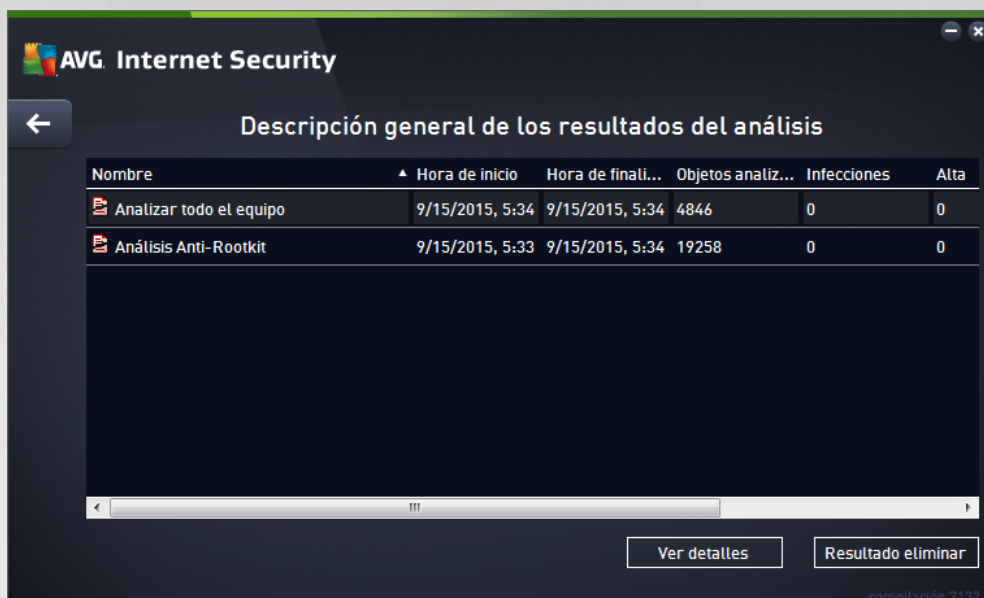 AVG. Internet Security
Descripción general de los resultados del análisis
Nombre Hora de inicio Hora de finali... Objetos analiz... Infecciones Alta
Analizar todo el equipo 9/15/2015, 5:34 9/15/2015, 5:34 4846 0 0
Análisis Anti-Rootkit 9/15/2015, 5:33 9/15/2015, 5:34 19258 0 0
Ver detalles Resultado eliminar
compilación 7132